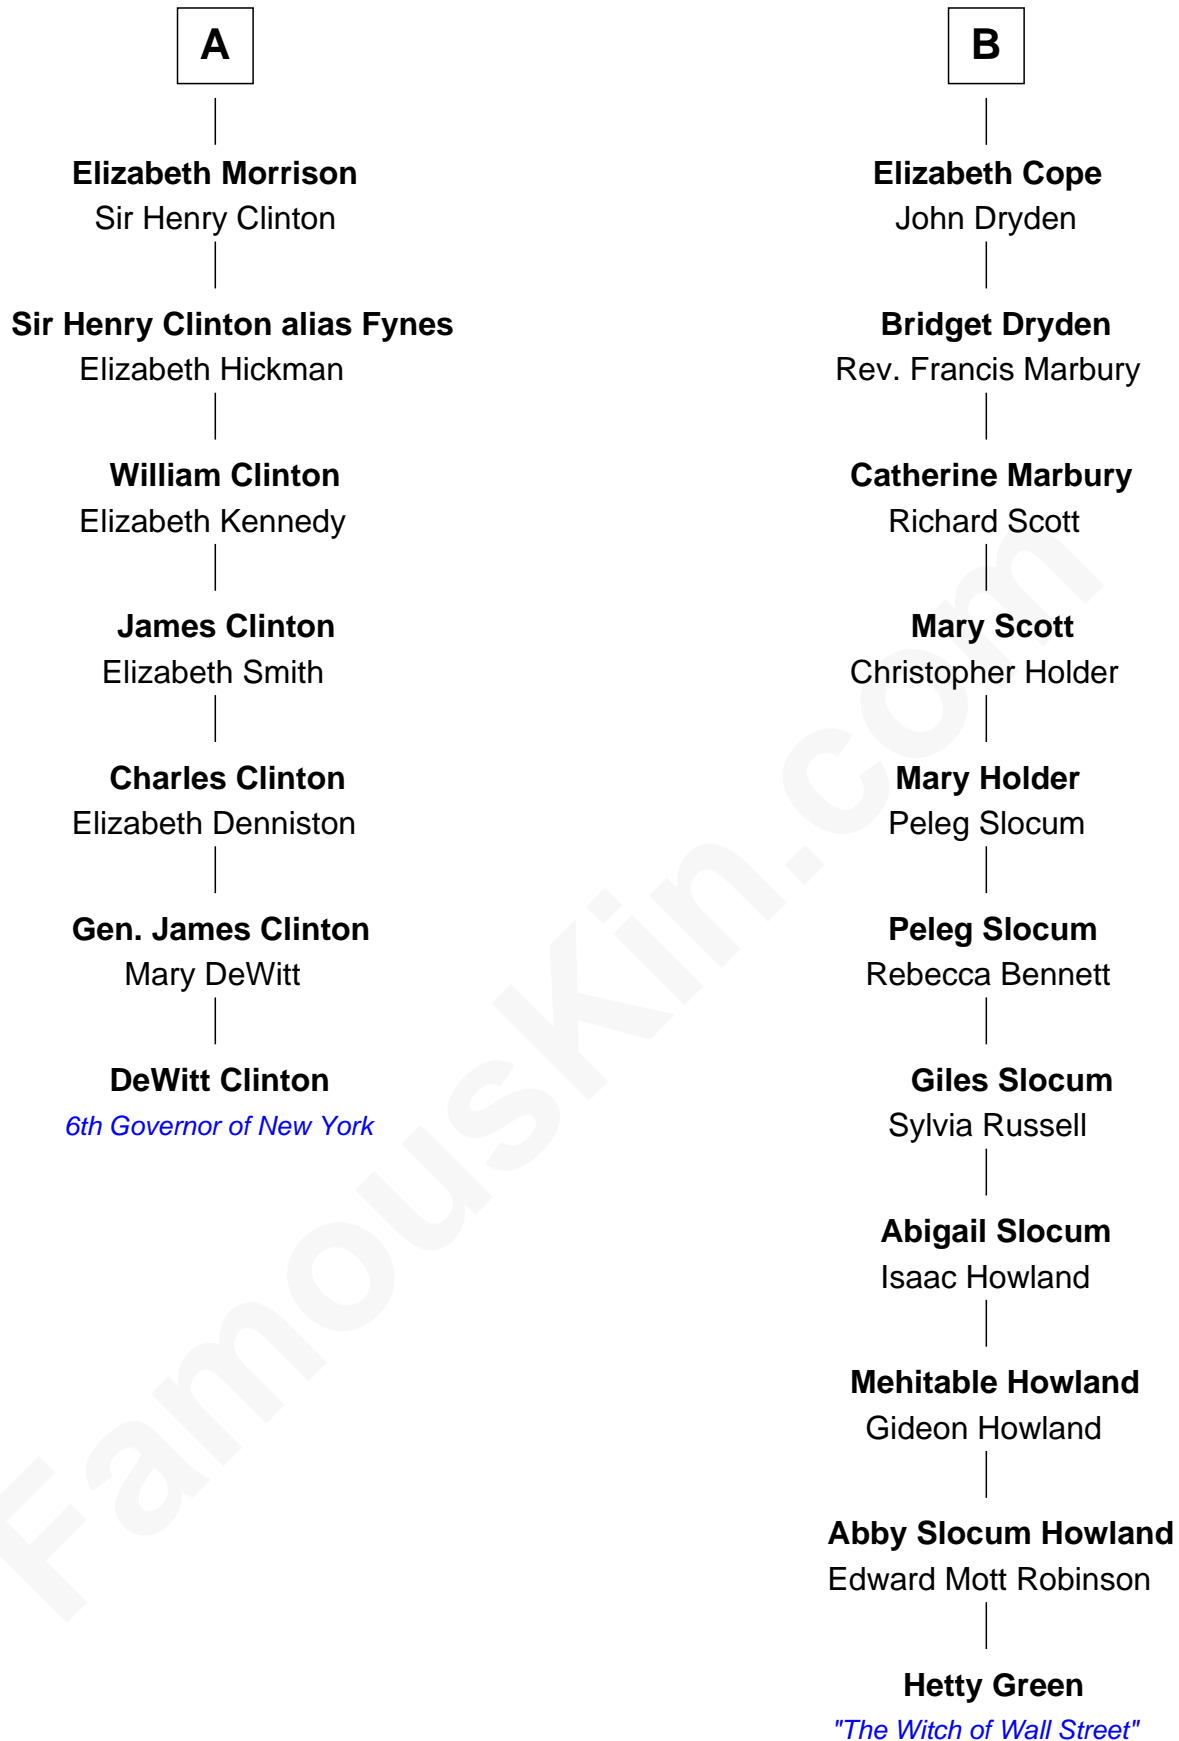 A
Elizabeth Morrison
Sir Henry Clinton
Sir Henry Clinton alias Fynes
Elizabeth Hickman
William Clinton
Elizabeth Kennedy
James Clinton
Elizabeth Smith
Charles Clinton
Elizabeth Denniston
Gen. James Clinton
Mary DeWitt
DeWitt Clinton
6th Governor of New York
B
Elizabeth Cope
John Dryden
Bridget Dryden
Rev. Francis Marbury
Catherine Marbury
Richard Scott
Mary Scott
Christopher Holder
Mary Holder
Peleg Slocum
Peleg Slocum
Rebecca Bennett
Giles Slocum
Sylvia Russell
Abigail Slocum
Isaac Howland
Mehitable Howland
Gideon Howland
Abby Slocum Howland
Edward Mott Robinson
Hetty Green
"The Witch of Wall Street"
FamousKin.com